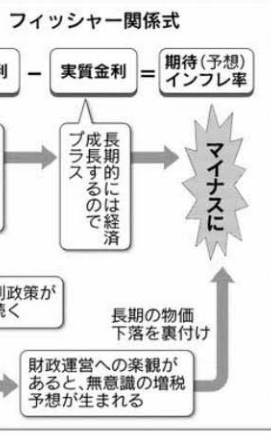 フィッシャー関係式
利 − 実質金利 = 期待(予想)
インフレ率
長期的には経済
成長するので
プラス
マイナスに
利政策が
続く
長期の物価
下落を裏付け
財政運営への楽観が
あると、無意識の増税
予想が生まれる